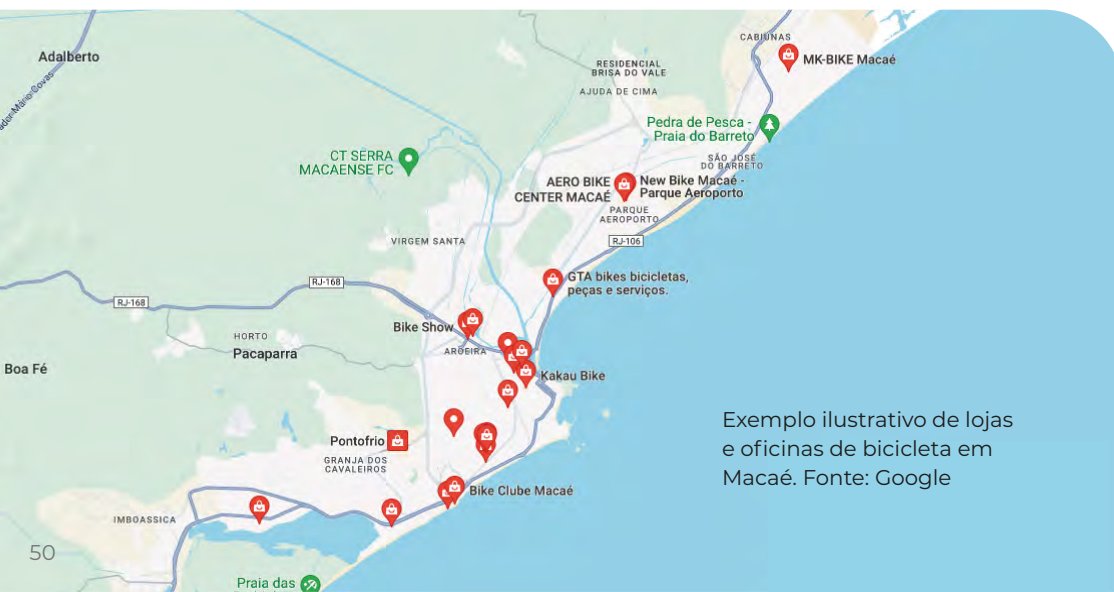 Adalberto
CABIUNAS
MK-BIKE Macaé
RESIDENCIAL
BRISA DO VALE
AJUDA DE CIMA
Pedra de Pesca -
Praia do Barreto
CT SERRA
MACAENSE FC
SÃO JOSÉ
DO BARRETO
AERO BIKE
CENTER MACAÉ
New Bike Macaé -
Parque Aeroporto
PARQUE
AEROPORTO
VIRGEM SANTA
RJ-106
GTA bikes bicicletas,
peças e serviços.
RJ-168
RJ-168
Bike Show
HORTO
Pacaparra
AROEIRA
Boa Fé
Kakau Bike
Exemplo ilustrativo de lojas
e oficinas de bicicleta em
Macaé. Fonte: Google
Pontofrio
GRANJA DOS
CAVALEIROS
Bike Clube Macaé
IMBOASSICA
50
Praia das